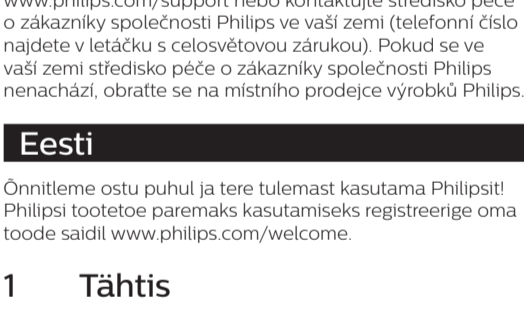 www.philips.com/support nebo kontaktujte středisko péče
o zákazníky společnosti Philips ve vaší zemi (telefonní číslo
najdete v letáčku s celosvětovou zárukou). Pokud se ve
vaší zemi středisko péče o zákazníky společnosti Philips
nenachází, obraťte se na místního prodejce výrobků Philips.
Eesti
Õnnitleme ostu puhul ja tere tulemast kasutama Philipsit!
Philipsi tootetoe paremaks kasutamiseks registreerige oma
toode saidil www.philips.com/welcome.
1 Tähtis